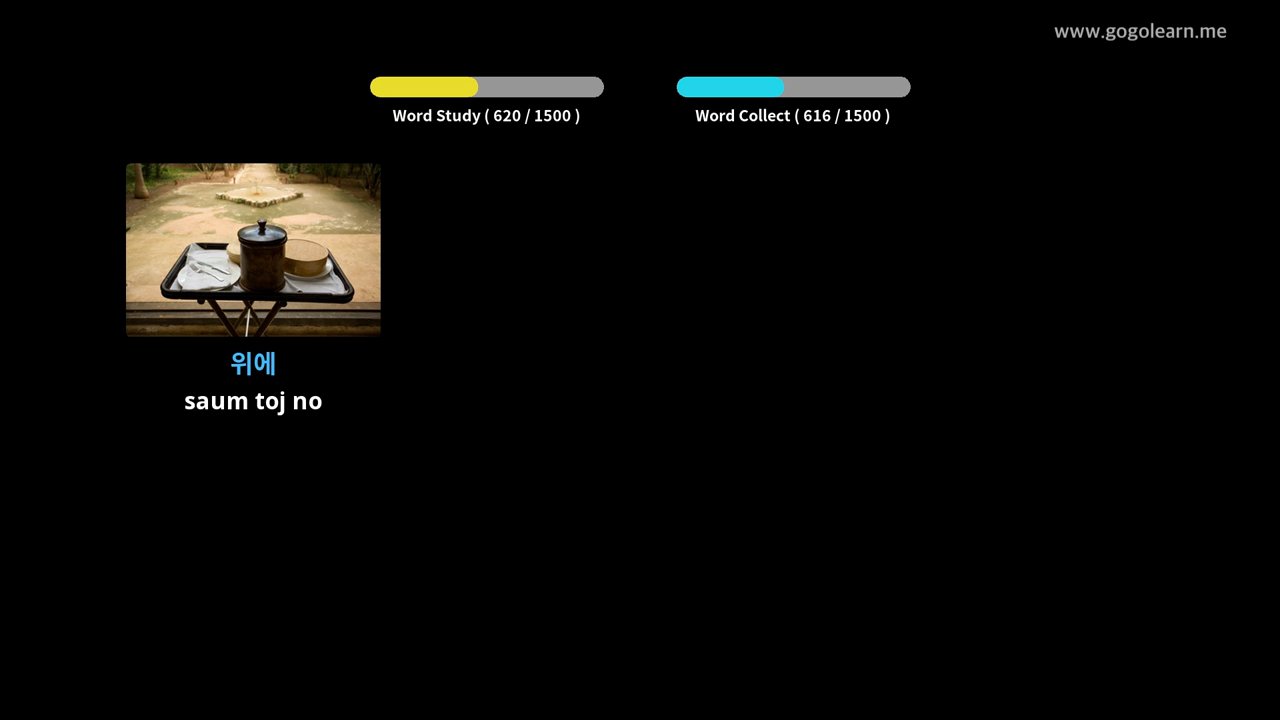 www.gogolearn.me
Word Study ( 620 / 1500 )
Word Collect ( 616 / 1500 )
위에
saum toj no